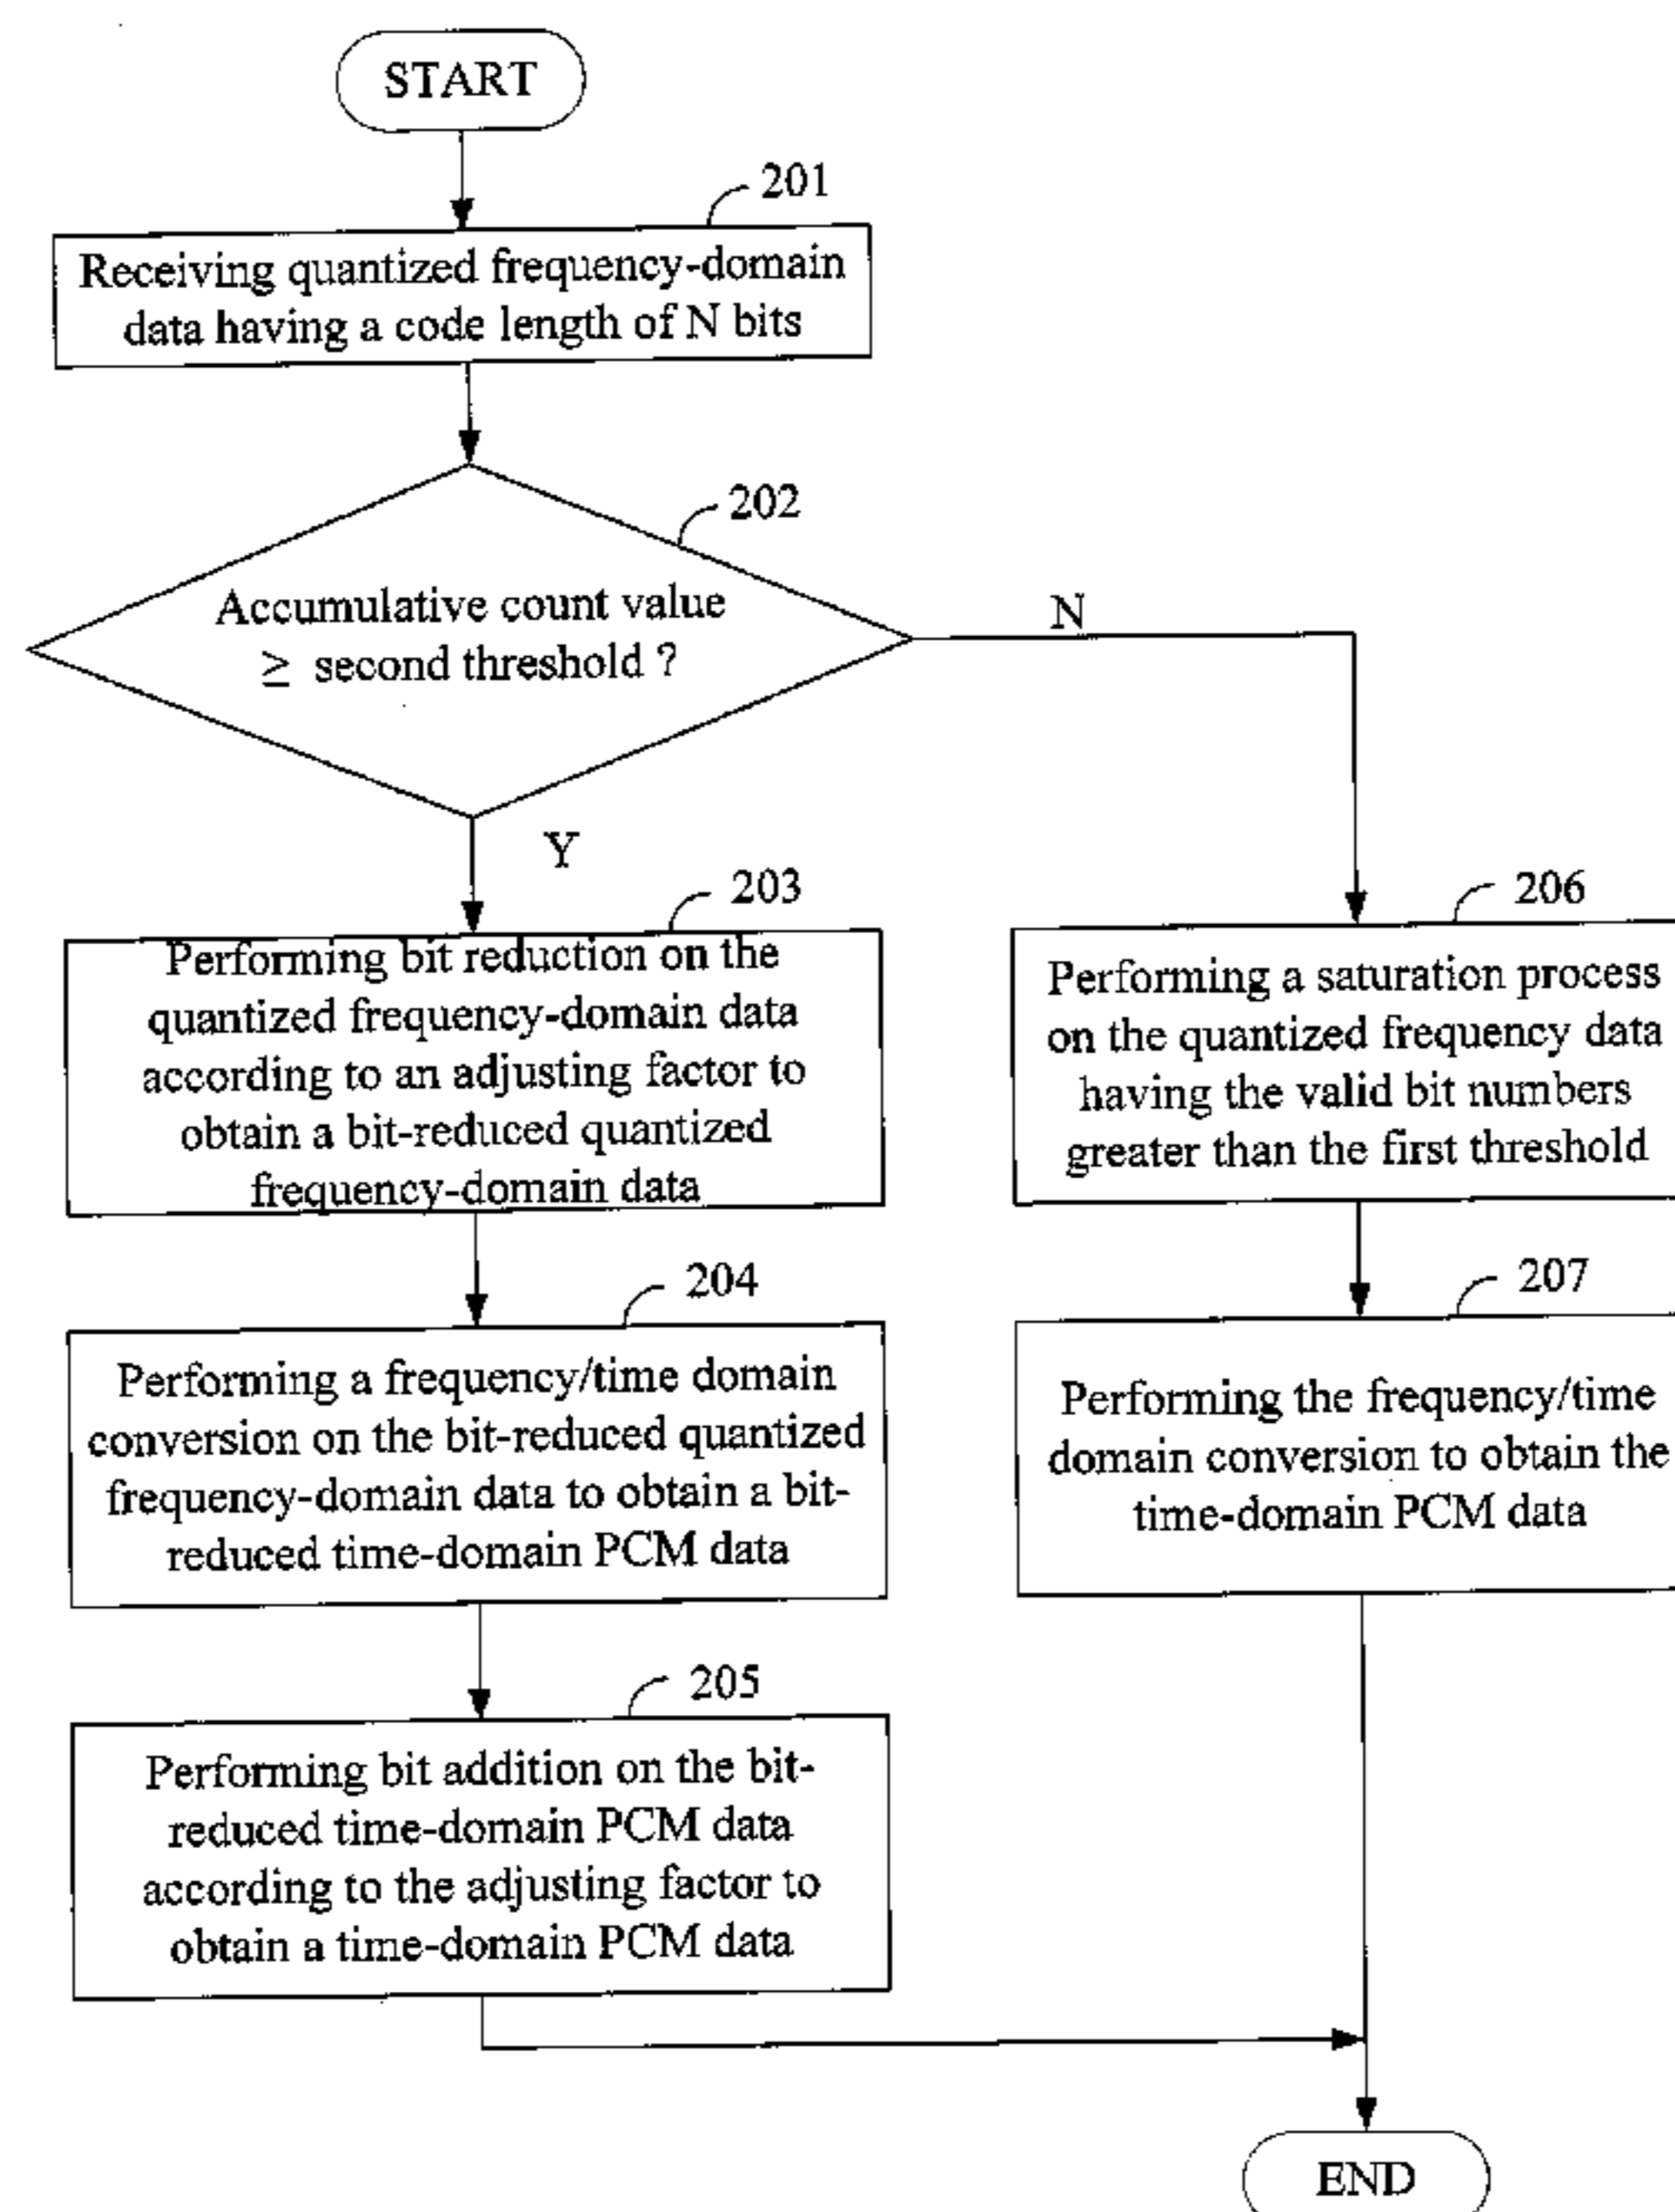 START
201
Receiving quantized frequency-domain
data having a code length of N bits
202
Accumulative count value
≥ second threshold ?
N
Y
203
Performing bit reduction on the
quantized frequency-domain data
according to an adjusting factor to
obtain a bit-reduced quantized
frequency-domain data
206
Performing a saturation process
on the quantized frequency data
having the valid bit numbers
greater than the first threshold
204
Performing a frequency/time domain
conversion on the bit-reduced quantized
frequency-domain data to obtain a bit-
reduced time-domain PCM data
207
Performing the frequency/time
domain conversion to obtain the
time-domain PCM data
205
Performing bit addition on the bit-
reduced time-domain PCM data
according to the adjusting factor to
obtain a time-domain PCM data
END